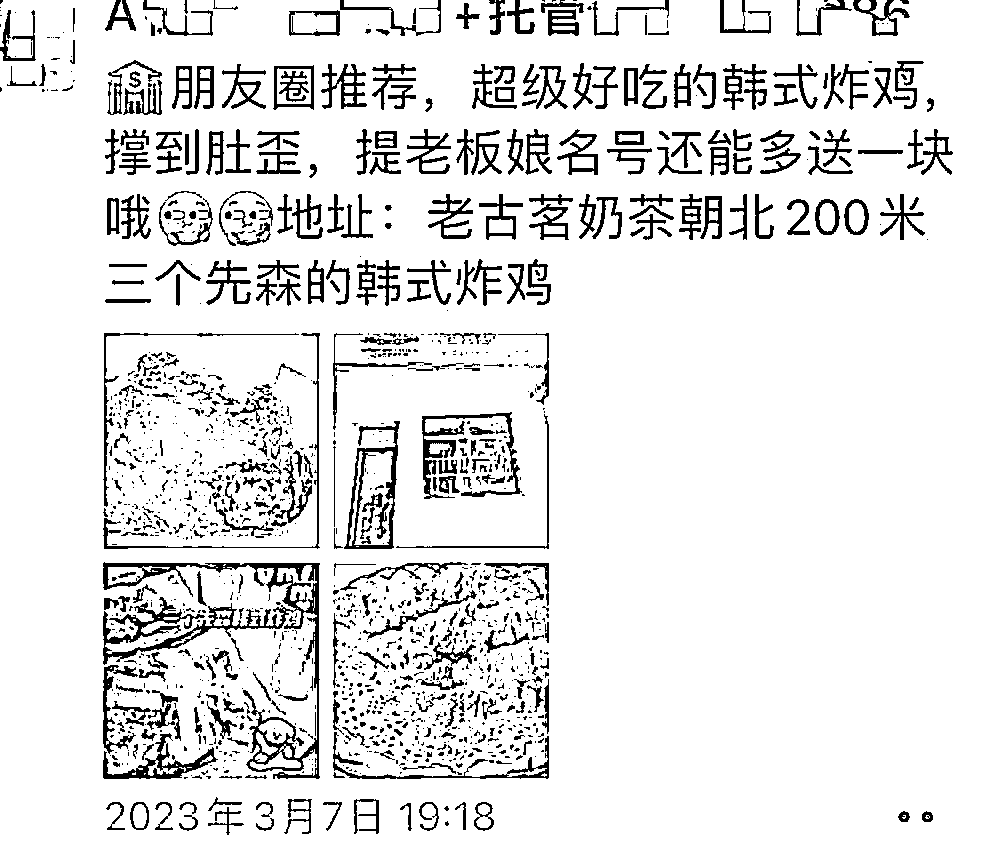 A +托管
朋友圈推荐，超级好吃的韩式炸鸡，
撑到肚歪，提老板娘名号还能多送一块
哦地址：老古茗奶茶朝北200米
三个先森的韩式炸鸡
2023年3月7日 19:18